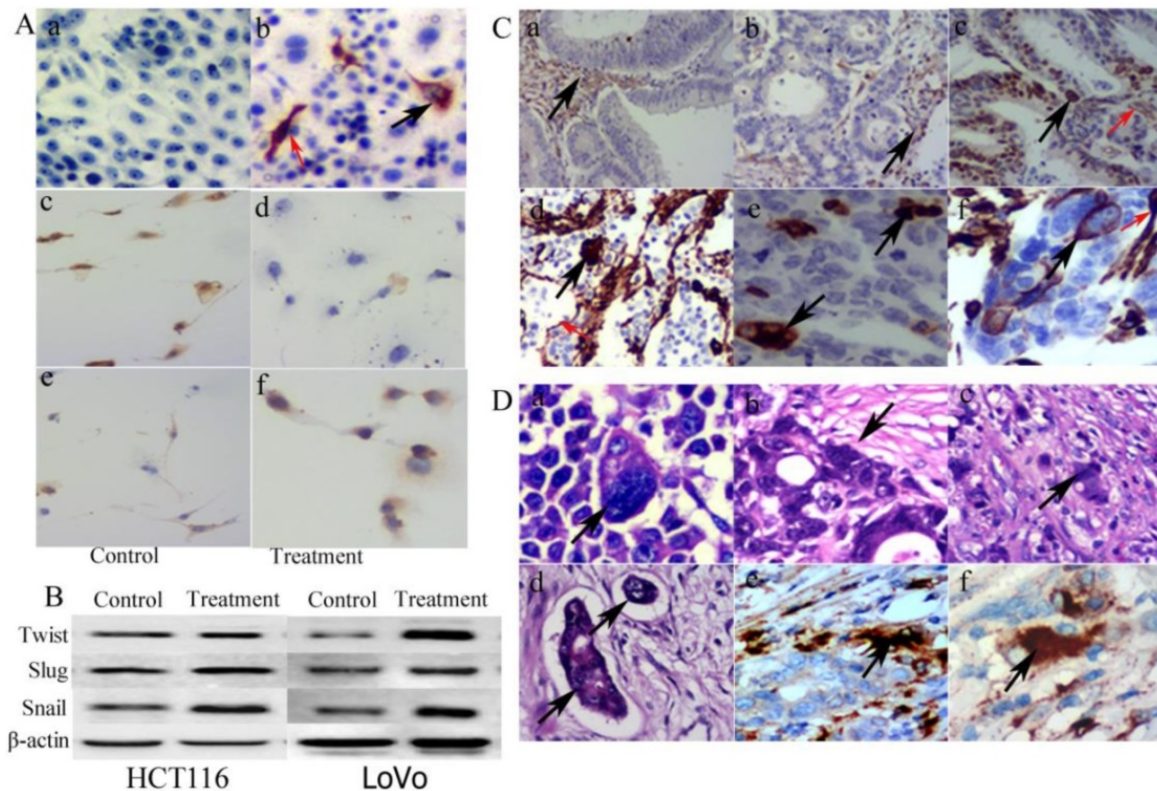 A
a
b
c
d
e
f
Control Treatment
B
Control Treatment Control Treatment
Twist
Slug
Snail
β-actin
HCT116 LoVo
C
a
b
c
d
e
f
D
a
b
c
d
e
f